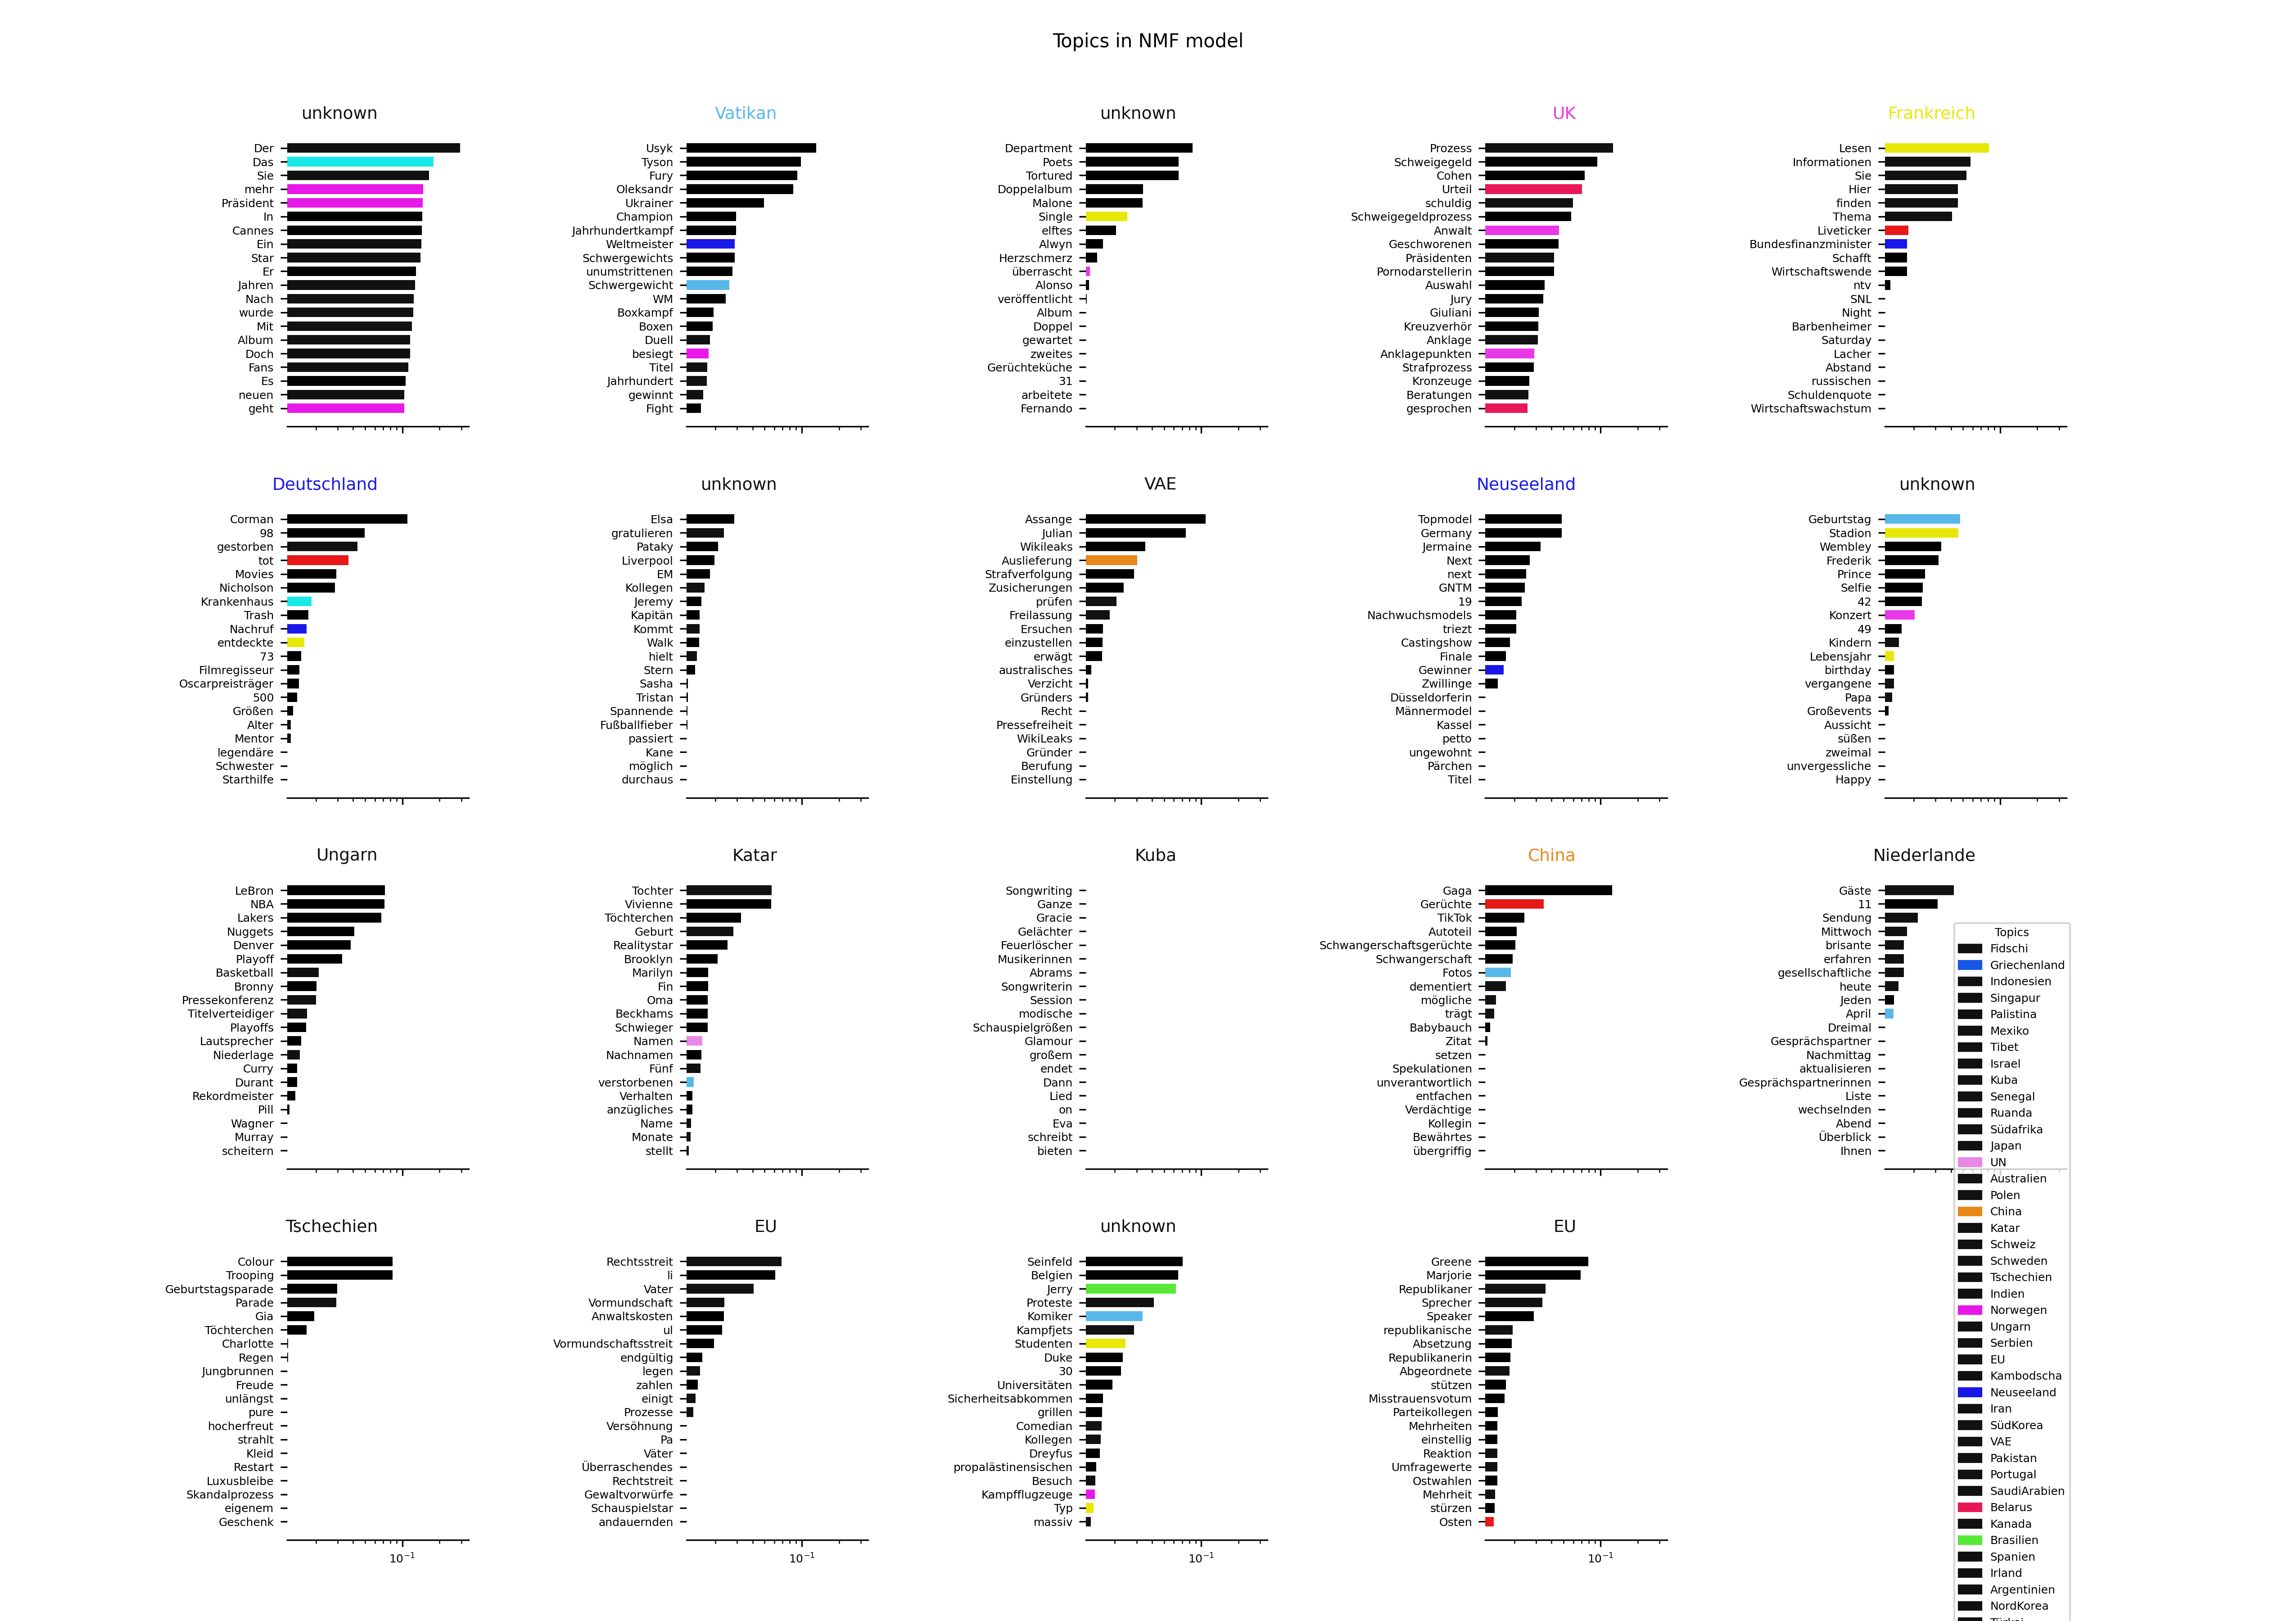 Topics in NMF model
unknown
Der
Das
Sie
mehr
Präsident
In
Cannes
Ein
Star
Er
Jahren
Nach
wurde
Mit
Album
Doch
Fans
Es
neuen
geht
Vatikan
Usyk
Tyson
Fury
Oleksandr
Ukrainer
Champion
Jahrhundertkampf
Weltmeister
Schwergewichts
unumstrittenen
Schwergewicht
WM
Boxkampf
Boxen
Duell
besiegt
Titel
Jahrhundert
gewinnt
Fight
unknown
Department
Poets
Tortured
Doppelalbum
Malone
Single
elftes
Alwyn
Herzschmerz
überrascht
Alonso
veröffentlicht
Album
Doppel
gewartet
zweites
Gerüchteküche
31
arbeitete
Fernando
UK
Prozess
Schweigegeld
Cohen
Urteil
schuldig
Schweigegeldprozess
Anwalt
Geschworenen
Präsidenten
Pornodarstellerin
Auswahl
Jury
Giuliani
Kreuzverhör
Anklage
Anklagepunkten
Strafprozess
Kronzeuge
Beratungen
gesprochen
Frankreich
Lesen
Informationen
Sie
Hier
finden
Thema
Liveticker
Bundesfinanzminister
Schafft
Wirtschaftswende
ntv
SNL
Night
Barbenheimer
Saturday
Lacher
Abstand
russischen
Schuldenquote
Wirtschaftswachstum
Deutschland
Corman
98
gestorben
tot
Movies
Nicholson
Krankenhaus
Trash
Nachruf
entdeckte
73
Filmregisseur
Oscarpreisträger
500
Größen
Alter
Mentor
legendäre
Schwester
Starthilfe
unknown
Elsa
gratulieren
Pataky
Liverpool
EM
Kollegen
Jeremy
Kapitän
Kommt
Walk
hielt
Stern
Sasha
Tristan
Spannende
Fußballfieber
passiert
Kane
möglich
durchaus
VAE
Assange
Julian
Wikileaks
Auslieferung
Strafverfolgung
Zusicherungen
prüfen
Freilassung
Ersuchen
einzustellen
erwägt
australisches
Verzicht
Gründers
Recht
Pressefreiheit
WikiLeaks
Gründer
Berufung
Einstellung
Neuseeland
Topmodel
Germany
Jermaine
Next
next
GNTM
19
Nachwuchsmodels
triezt
Castingshow
Finale
Gewinner
Zwillinge
Düsseldorferin
Männermodel
Kassel
petto
ungewohnt
Pärchen
Titel
unknown
Geburtstag
Stadion
Wembley
Frederik
Prince
Selfie
42
Konzert
49
Kindern
Lebensjahr
birthday
vergangene
Papa
Großevents
Aussicht
süßen
zweimal
unvergessliche
Happy
Ungarn
LeBron
NBA
Lakers
Nuggets
Denver
Playoff
Basketball
Bronny
Pressekonferenz
Titelverteidiger
Playoffs
Lautsprecher
Niederlage
Curry
Durant
Rekordmeister
Pill
Wagner
Murray
scheitern
Katar
Tochter
Vivienne
Töchterchen
Geburt
Realitystar
Brooklyn
Marilyn
Fin
Oma
Beckhams
Schwieger
Namen
Nachnamen
Fünf
verstorbenen
Verhalten
anzügliches
Name
Monate
stellt
Kuba
Songwriting
Ganze
Gracie
Gelächter
Feuerlöscher
Musikerinnen
Abrams
Songwriterin
Session
modische
Schauspielgrößen
Glamour
großem
endet
Dann
Lied
on
Eva
schreibt
bieten
China
Gaga
Gerüchte
TikTok
Autoteil
Schwangerschaftsgerüchte
Schwangerschaft
Fotos
dementiert
mögliche
trägt
Babybauch
Zitat
setzen
Spekulationen
unverantwortlich
entfachen
Verdächtige
Kollegin
Bewährtes
übergriffig
Niederlande
Gäste
11
Sendung
Mittwoch
brisante
erfahren
gesellschaftliche
heute
Jeden
April
Dreimal
Gesprächspartner
Nachmittag
aktualisieren
Gesprächspartnerinnen
Liste
wechselnden
Abend
Überblick
Ihnen
Tschechien
Colour
Trooping
Geburtstagsparade
Parade
Gia
Töchterchen
Charlotte
Regen
Jungbrunnen
Freude
unlängst
pure
hocherfreut
strahlt
Kleid
Restart
Luxusbleibe
Skandalprozess
eigenem
Geschenk
10⁻¹
EU
Rechtsstreit
li
Vater
Vormundschaft
Anwaltskosten
ul
Vormundschaftsstreit
endgültig
legen
zahlen
einigt
Prozesse
Versöhnung
Pa
Väter
Überraschendes
Rechtstreit
Gewaltvorwürfe
Schauspielstar
andauernden
10⁻¹
unknown
Seinfeld
Belgien
Jerry
Proteste
Komiker
Kampfjets
Studenten
Duke
30
Universitäten
Sicherheitsabkommen
grillen
Comedian
Kollegen
Dreyfus
propalästinensischen
Besuch
Kampfflugzeuge
Typ
massiv
10⁻¹
EU
Greene
Marjorie
Republikaner
Sprecher
Speaker
republikanische
Absetzung
Republikanerin
Abgeordnete
stützen
Misstrauensvotum
Parteikollegen
Mehrheiten
einstellig
Reaktion
Umfragewerte
Ostwahlen
Mehrheit
stürzen
Osten
10⁻¹
Topics
Fidschi
Griechenland
Indonesien
Singapur
Palistina
Mexiko
Tibet
Israel
Kuba
Senegal
Ruanda
Südafrika
Japan
UN
Australien
Polen
China
Katar
Schweiz
Schweden
Tschechien
Indien
Norwegen
Ungarn
Serbien
EU
Kambodscha
Neuseeland
Iran
SüdKorea
VAE
Pakistan
Portugal
SaudiArabien
Belarus
Kanada
Brasilien
Spanien
Irland
Argentinien
NordKorea